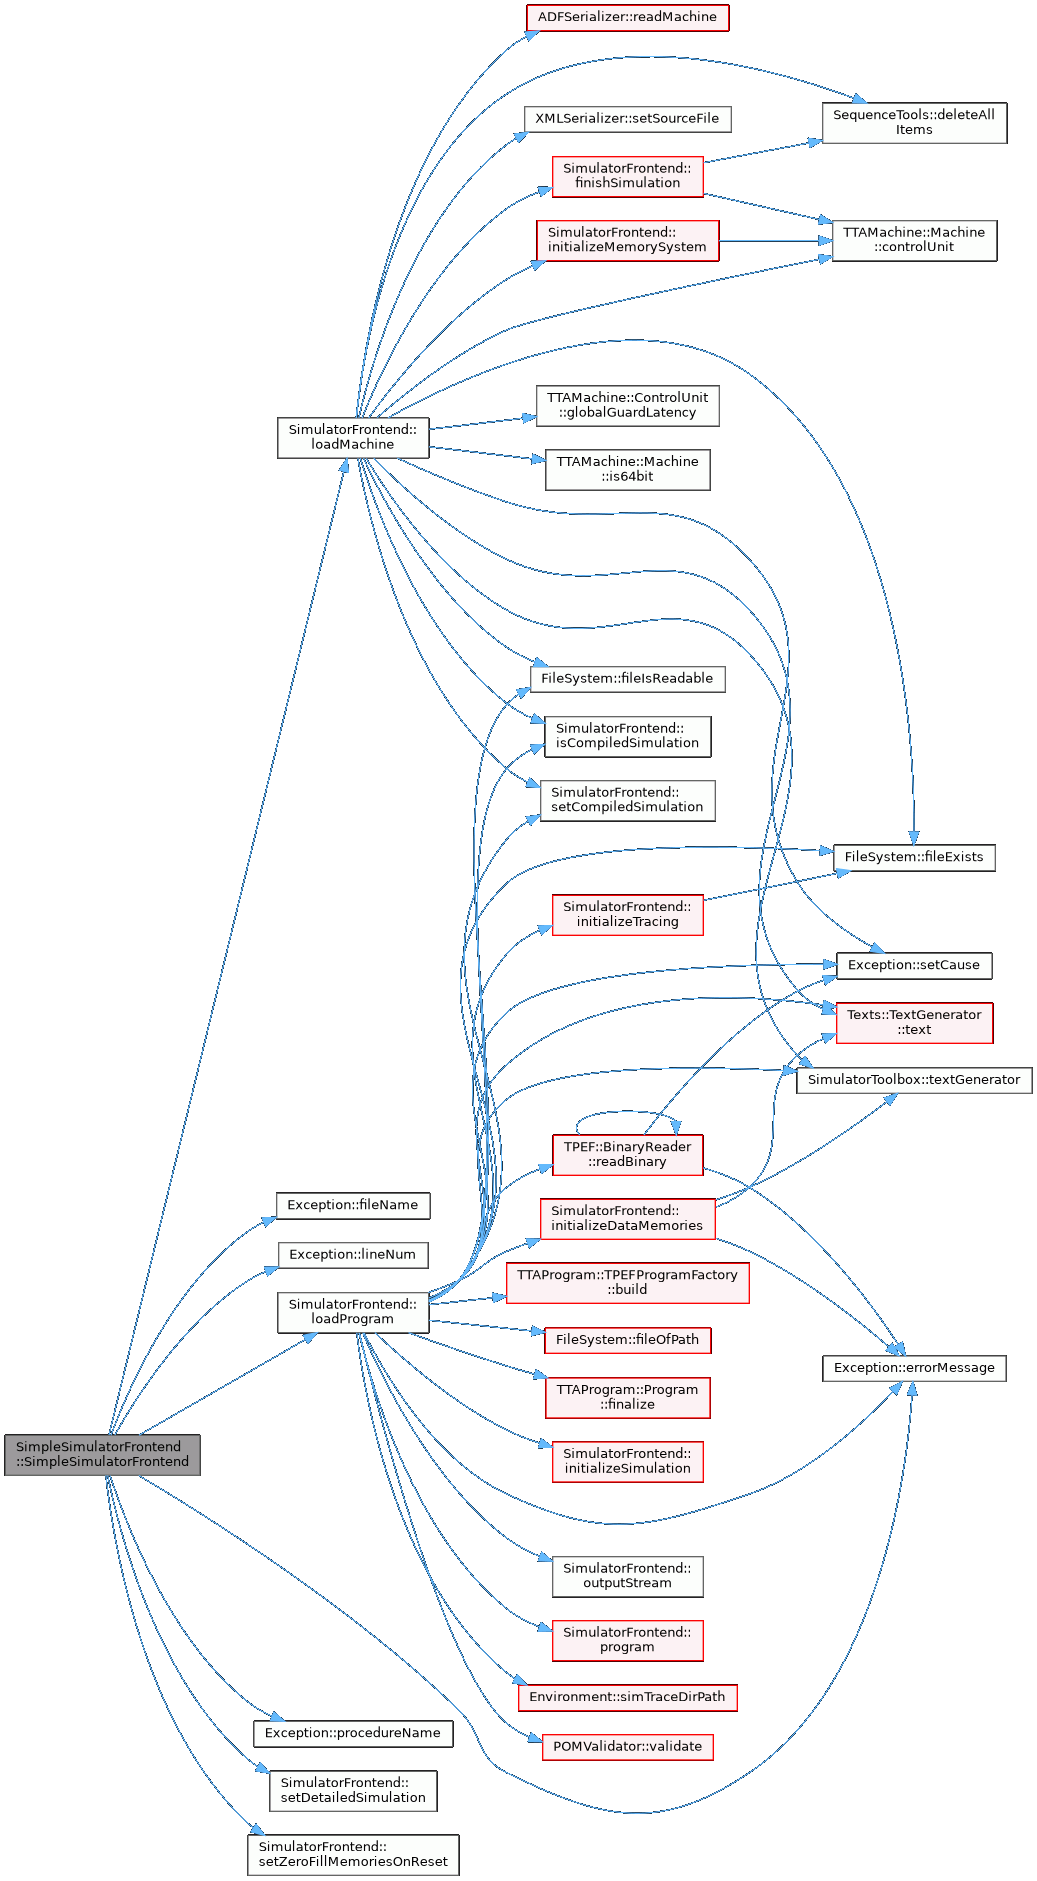 ADFSerializer::readMachine
SequenceTools::deleteAll
Items
XMLSerializer::setSourceFile
SimulatorFrontend::
finishSimulation
SimulatorFrontend::
initializeMemorySystem
TTAMachine::Machine
::controlUnit
TTAMachine::ControlUnit
::globalGuardLatency
SimulatorFrontend::
loadMachine
TTAMachine::Machine
::is64bit
FileSystem::fileIsReadable
SimulatorFrontend::
isCompiledSimulation
SimulatorFrontend::
setCompiledSimulation
FileSystem::fileExists
SimulatorFrontend::
initializeTracing
Exception::setCause
Texts::TextGenerator
::text
SimulatorToolbox::textGenerator
TPEF::BinaryReader
::readBinary
Exception::fileName
SimulatorFrontend::
initializeDataMemories
Exception::lineNum
TTAProgram::TPEFProgramFactory
::build
SimulatorFrontend::
loadProgram
FileSystem::fileOfPath
Exception::errorMessage
TTAProgram::Program
::finalize
SimpleSimulatorFrontend
::SimpleSimulatorFrontend
SimulatorFrontend::
initializeSimulation
SimulatorFrontend::
outputStream
SimulatorFrontend::
program
Environment::simTraceDirPath
Exception::procedureName
POMValidator::validate
SimulatorFrontend::
setDetailedSimulation
SimulatorFrontend::
setZeroFillMemoriesOnReset